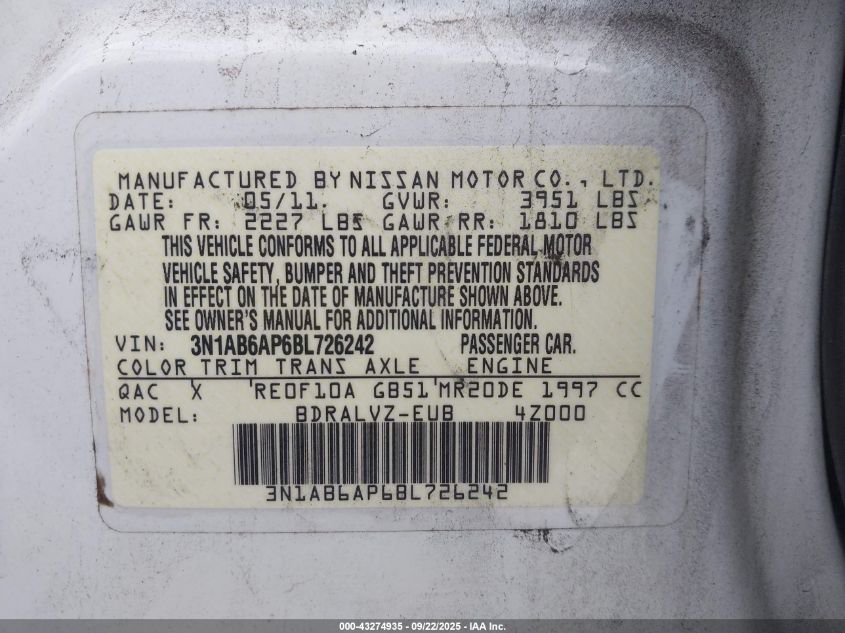 MANUFACTURED BY NISSAN MOTOR CO., LTD.
DATE: 05/11. GVWR: 3951 LBS
GAWR FR: 2227 LBS GAWR RR: 1810 LBS
THIS VEHICLE CONFORMS TO ALL APPLICABLE FEDERAL MOTOR
VEHICLE SAFETY, BUMPER AND THEFT PREVENTION STANDARDS
IN EFFECT ON THE DATE OF MANUFACTURE SHOWN ABOVE.
SEE OWNER'S MANUAL FOR ADDITIONAL INFORMATION.
VIN: 3N1AB6AP6BL726242 PASSENGER CAR.
COLOR TRIM TRANS AXLE ENGINE
QAC X RE0F10A GB51 MR20DE 1997 CC
MODEL: BDRALVZ-EUB 4Z000
3N1AB6AP6BL726242
000-43274935 - 09/22/2025 - IAA Inc.